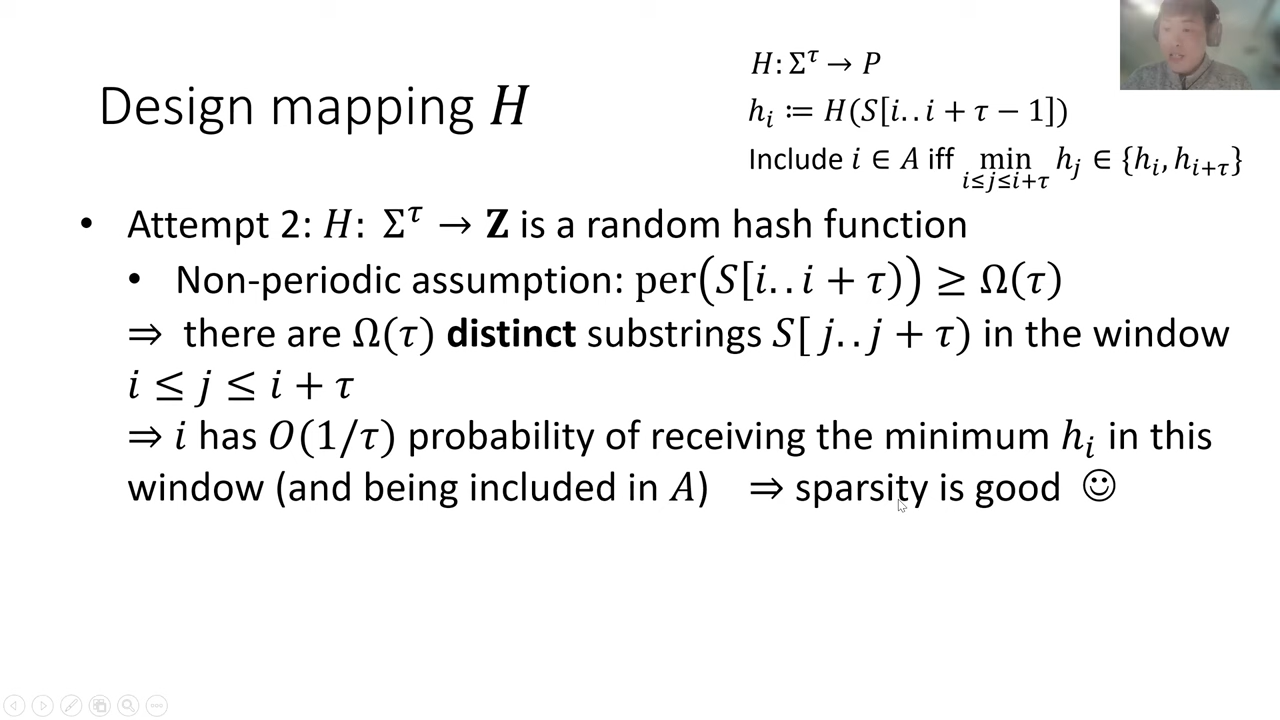 Design mapping H
H: Σ^τ → P
h_i ≔ H(S[i..i + τ − 1])
Include i ∈ A iff min_{i≤j≤i+τ} h_j ∈ {h_i, h_{i+τ}}
• Attempt 2: H: Σ^τ → 𝐙 is a random hash function
• Non-periodic assumption: per(S[i..i + τ)) ≥ Ω(τ)
⇒ there are Ω(τ) distinct substrings S[j..j + τ) in the window
i ≤ j ≤ i + τ
⇒ i has O(1/τ) probability of receiving the minimum h_i in this
window (and being included in A) ⇒ sparsity is good ☺